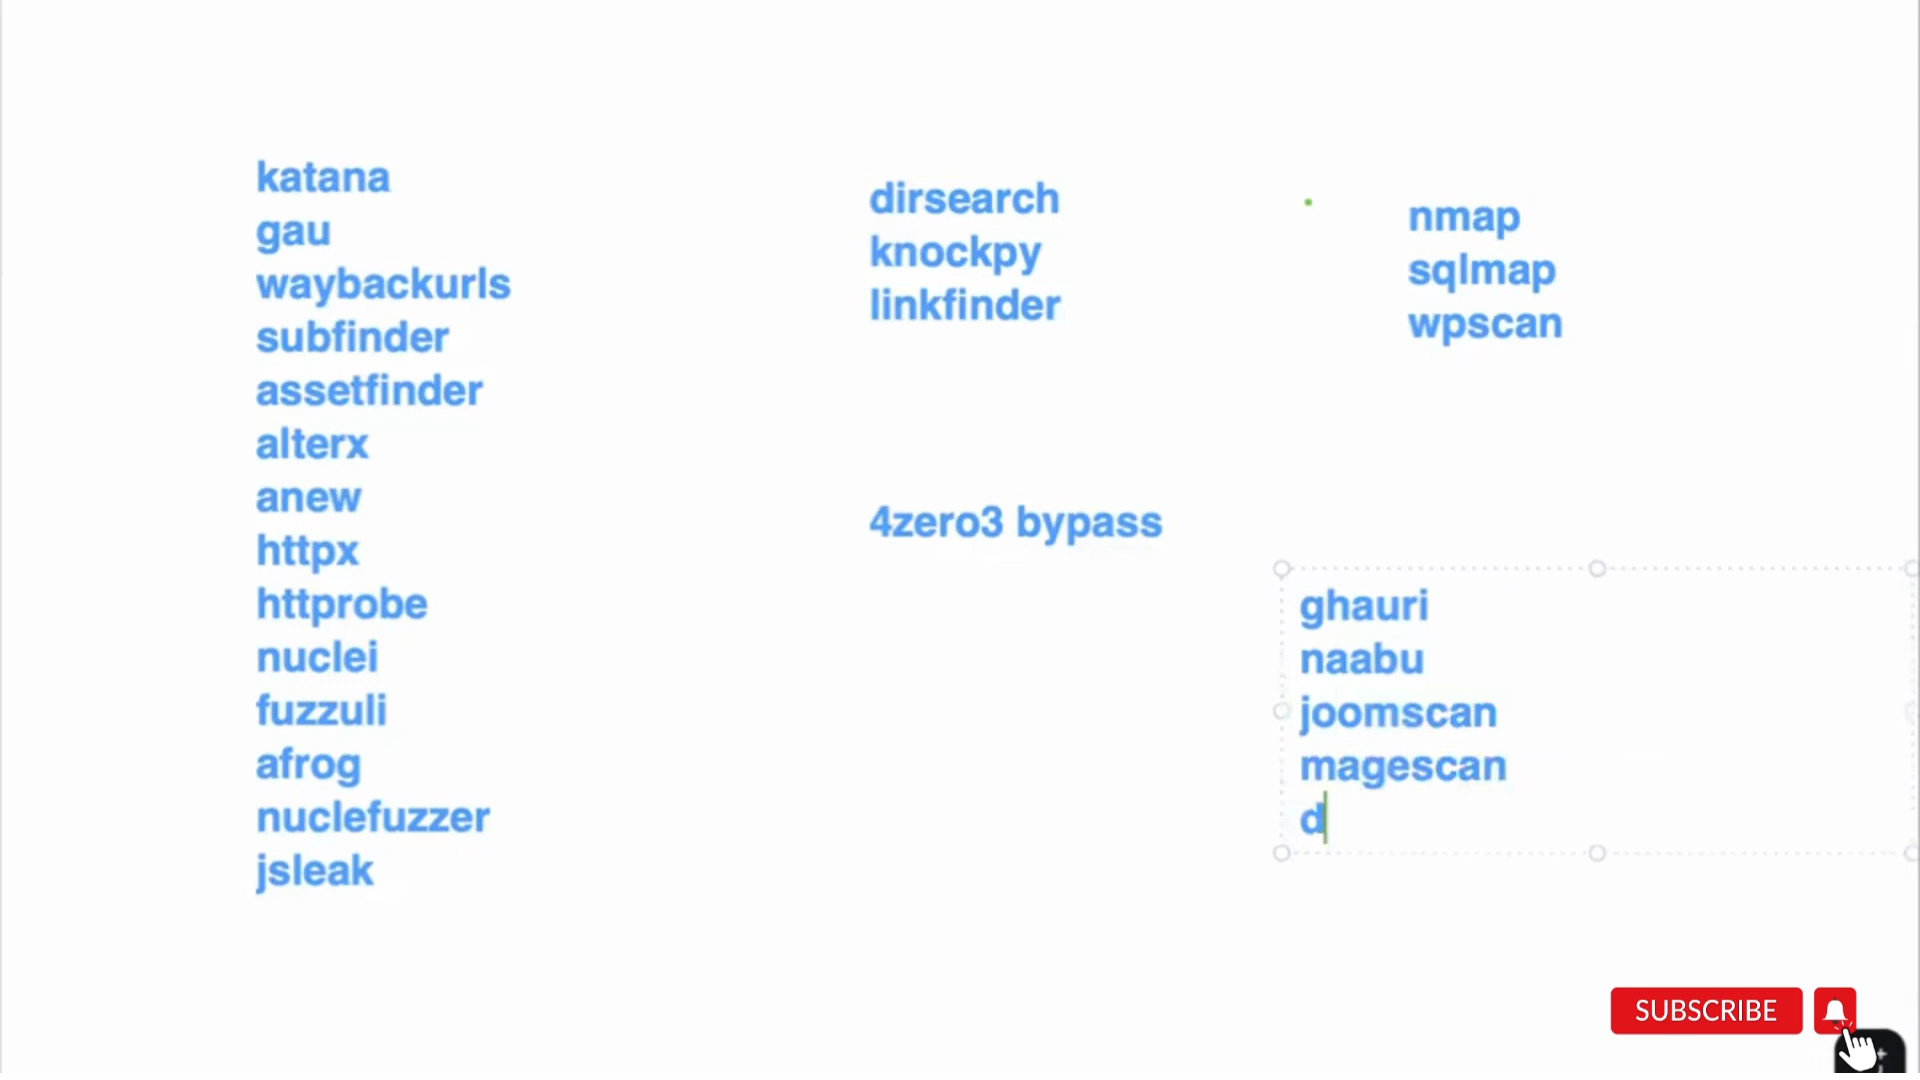 katana
gau
waybackurls
subfinder
assetfinder
alterx
anew
httpx
httprobe
nuclei
fuzzuli
afrog
nuclefuzzer
jsleak
dirsearch
knockpy
linkfinder
4zero3 bypass
nmap
sqlmap
wpscan
ghauri
naabu
joomscan
magescan
d
SUBSCRIBE